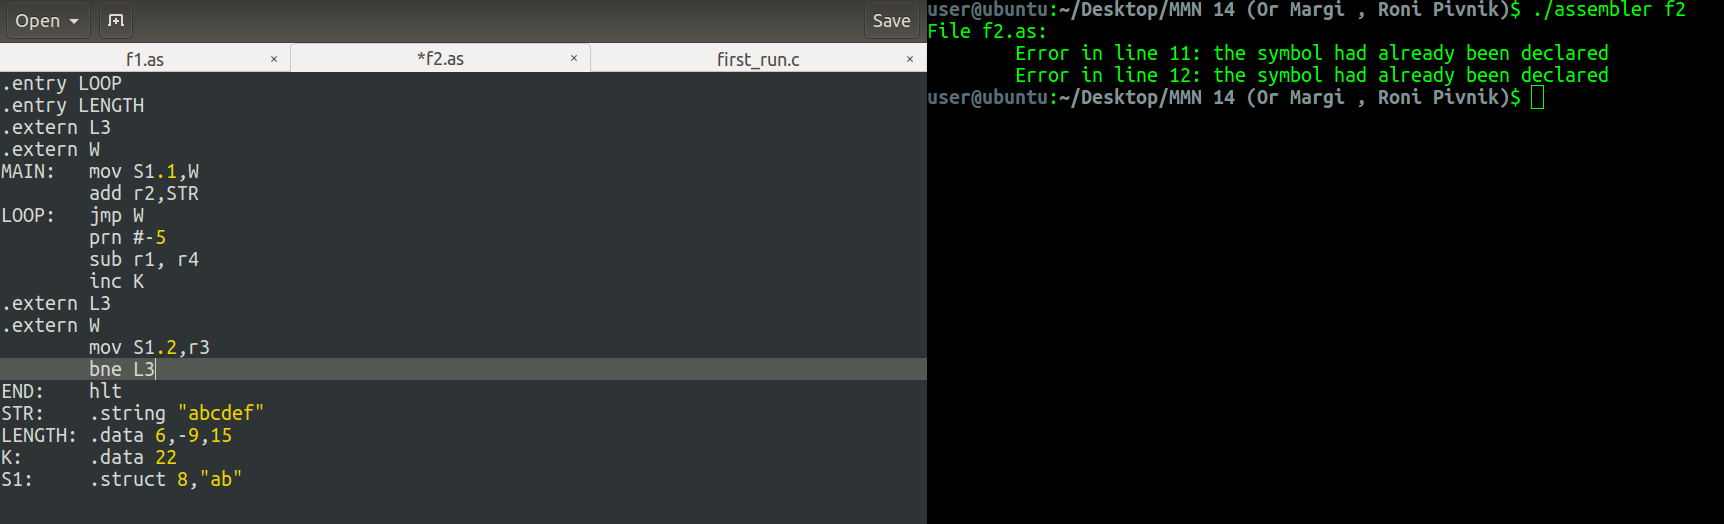 Open
Save
f1.as ×
*f2.as ×
first_run.c ×
.entry LOOP
.entry LENGTH
.extern L3
.extern W
MAIN:   mov S1.1,W
        add r2,STR
LOOP:   jmp W
        prn #-5
        sub r1, r4
        inc K
.extern L3
.extern W
        mov S1.2,r3
        bne L3
END:    hlt
STR:    .string "abcdef"
LENGTH: .data 6,-9,15
K:      .data 22
S1:     .struct 8,"ab"
user@ubuntu:~/Desktop/MMN 14 (Or Margi , Roni Pivnik)$ ./assembler f2
File f2.as:
        Error in line 11: the symbol had already been declared
        Error in line 12: the symbol had already been declared
user@ubuntu:~/Desktop/MMN 14 (Or Margi , Roni Pivnik)$